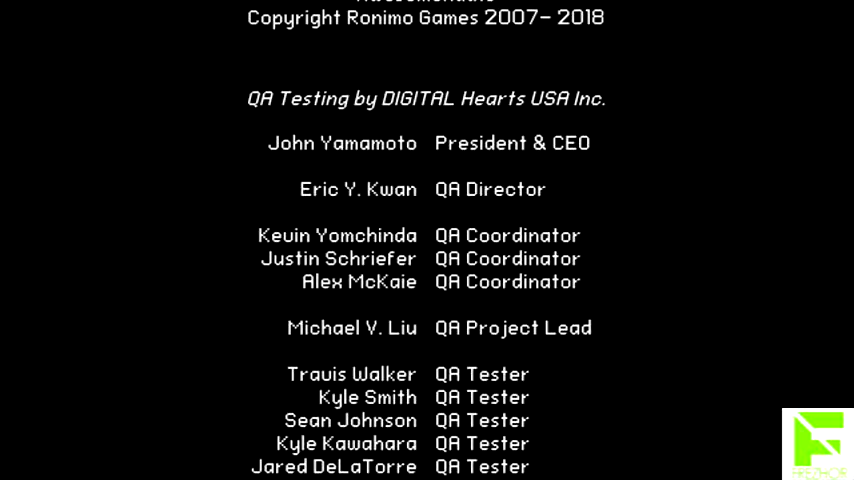 Copyright Ronimo Games 2007- 2018
QA Testing by DIGITAL Hearts USA Inc.
John Yamamoto President & CEO
Eric Y. Kwan QA Director
Kevin Yomchinda QA Coordinator
Justin Schriefer QA Coordinator
Alex McKaie QA Coordinator
Michael V. Liu QA Project Lead
Travis Walker QA Tester
Kyle Smith QA Tester
Sean Johnson QA Tester
Kyle Kawahara QA Tester
Jared DeLaTorre QA Tester